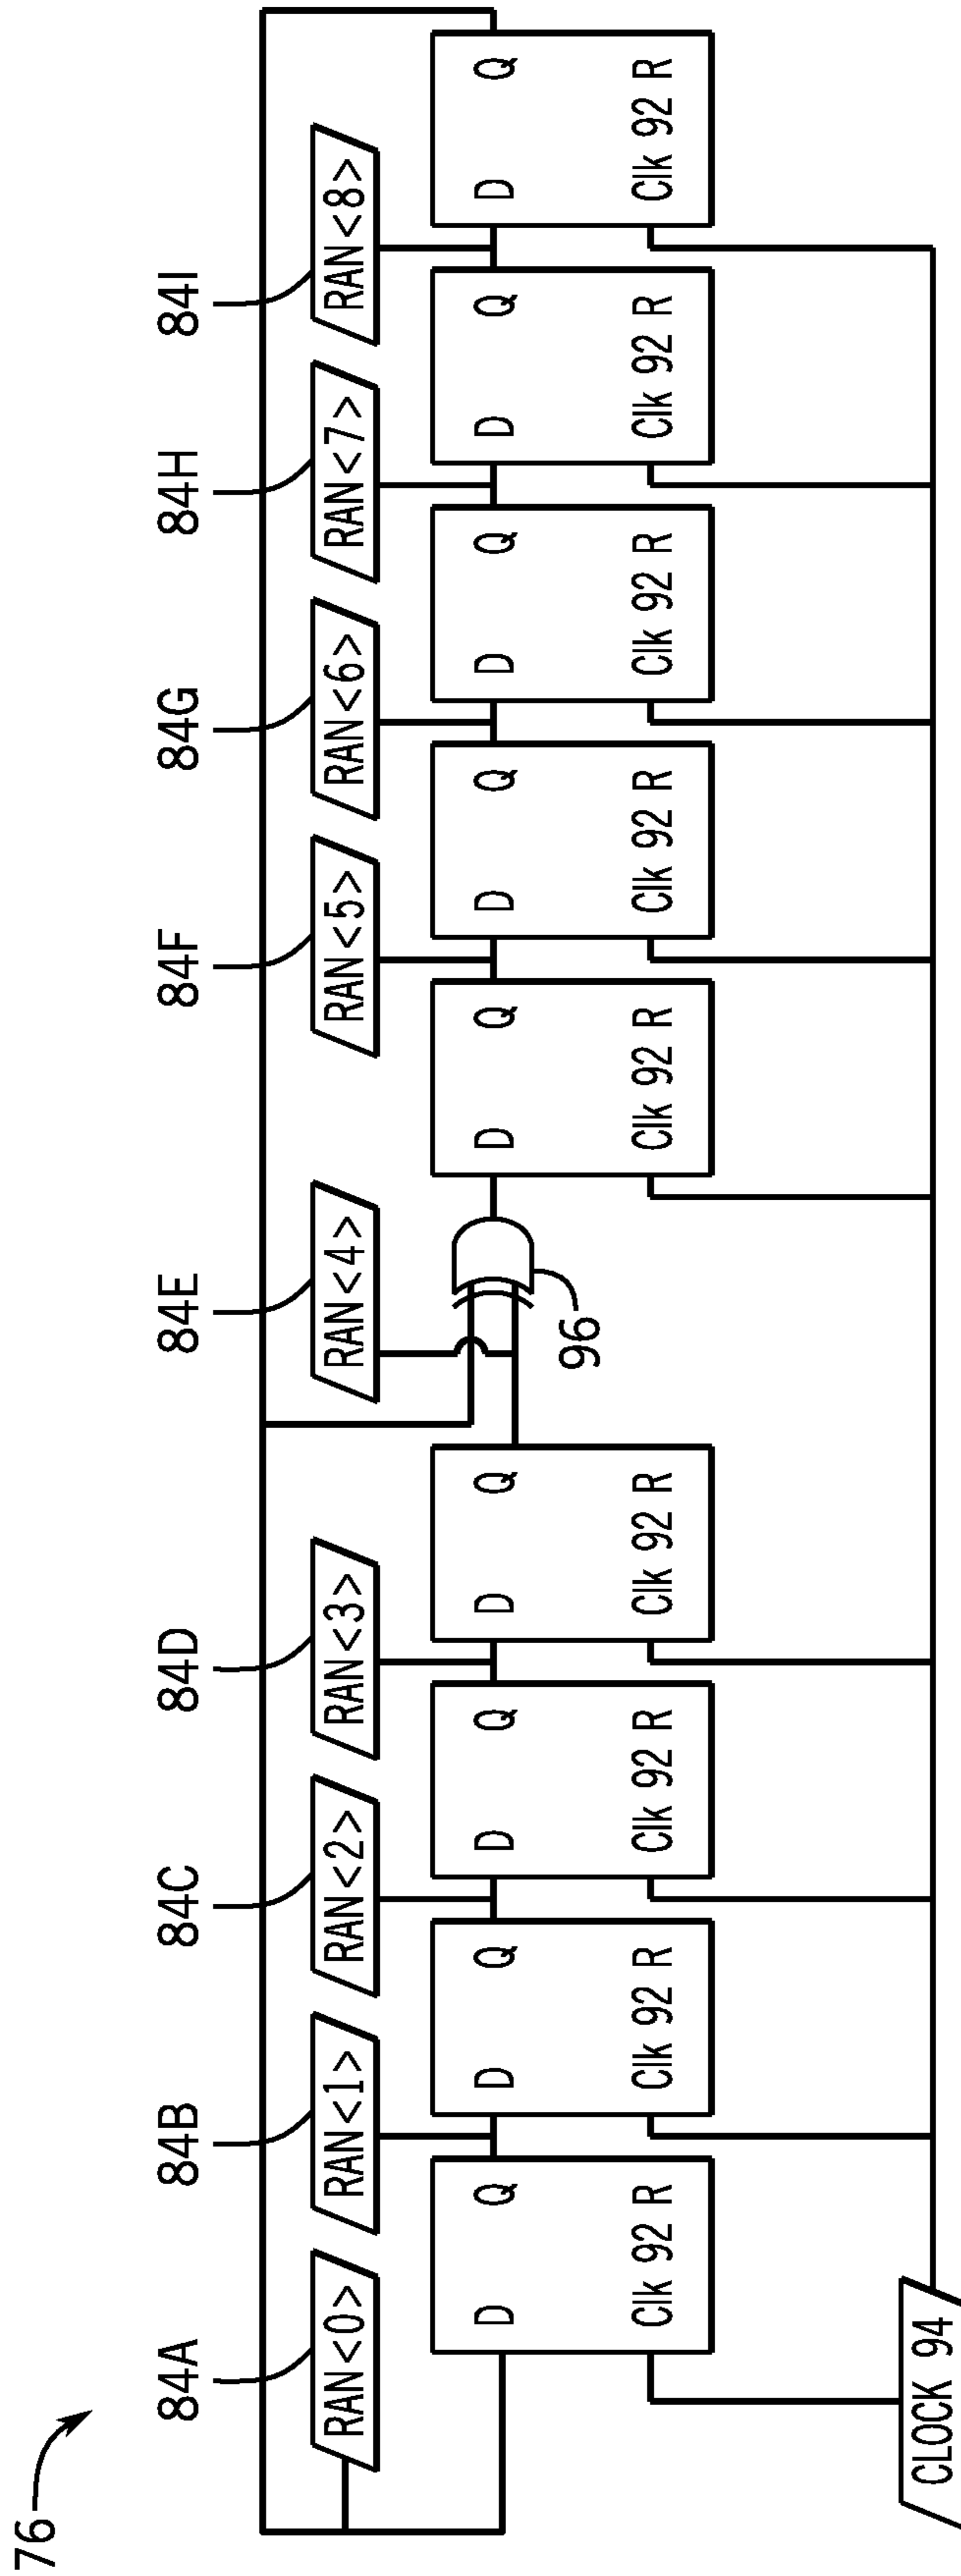 76
84A
84B
84C
84D
84E
84F
84G
84H
84I
RAN<0>
RAN<1>
RAN<2>
RAN<3>
RAN<4>
RAN<5>
RAN<6>
RAN<7>
RAN<8>
D Q
D Q
D Q
D Q
96
D Q
D Q
D Q
D Q
D Q
Clk 92 R
Clk 92 R
Clk 92 R
Clk 92 R
Clk 92 R
Clk 92 R
Clk 92 R
Clk 92 R
Clk 92 R
CLOCK 94